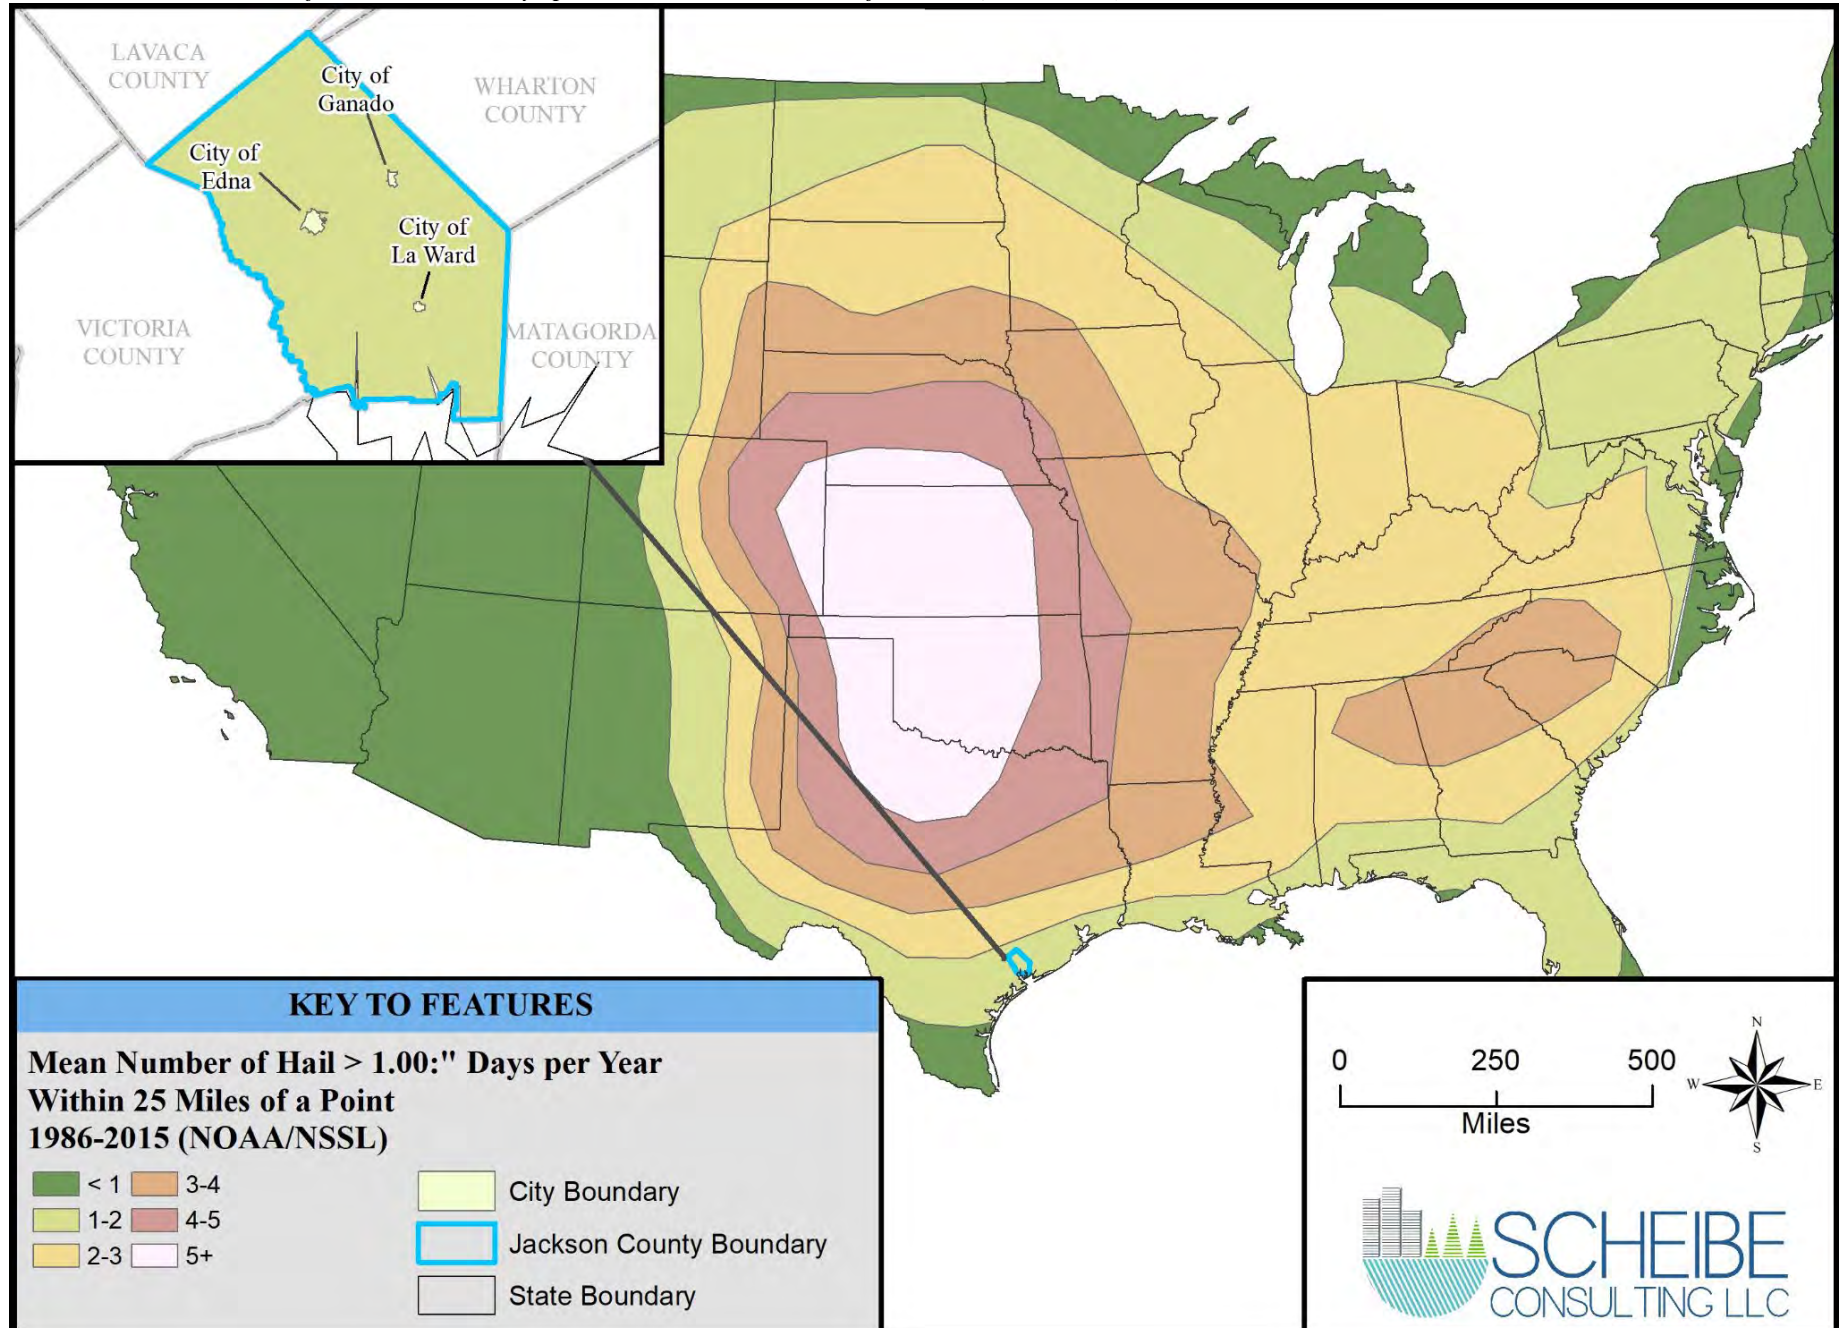 LAVACA
COUNTY
City of
Ganado
WHARTON
COUNTY
City of
Edna
City of
La Ward
VICTORIA
COUNTY
MATAGORDA
COUNTY
KEY TO FEATURES
Mean Number of Hail > 1.00:" Days per Year
Within 25 Miles of a Point
1986-2015 (NOAA/NSSL)
< 1
3-4
1-2
4-5
2-3
5+
City Boundary
Jackson County Boundary
State Boundary
0 250 500
Miles
N
W E
S
SCHEIBE
CONSULTING LLC